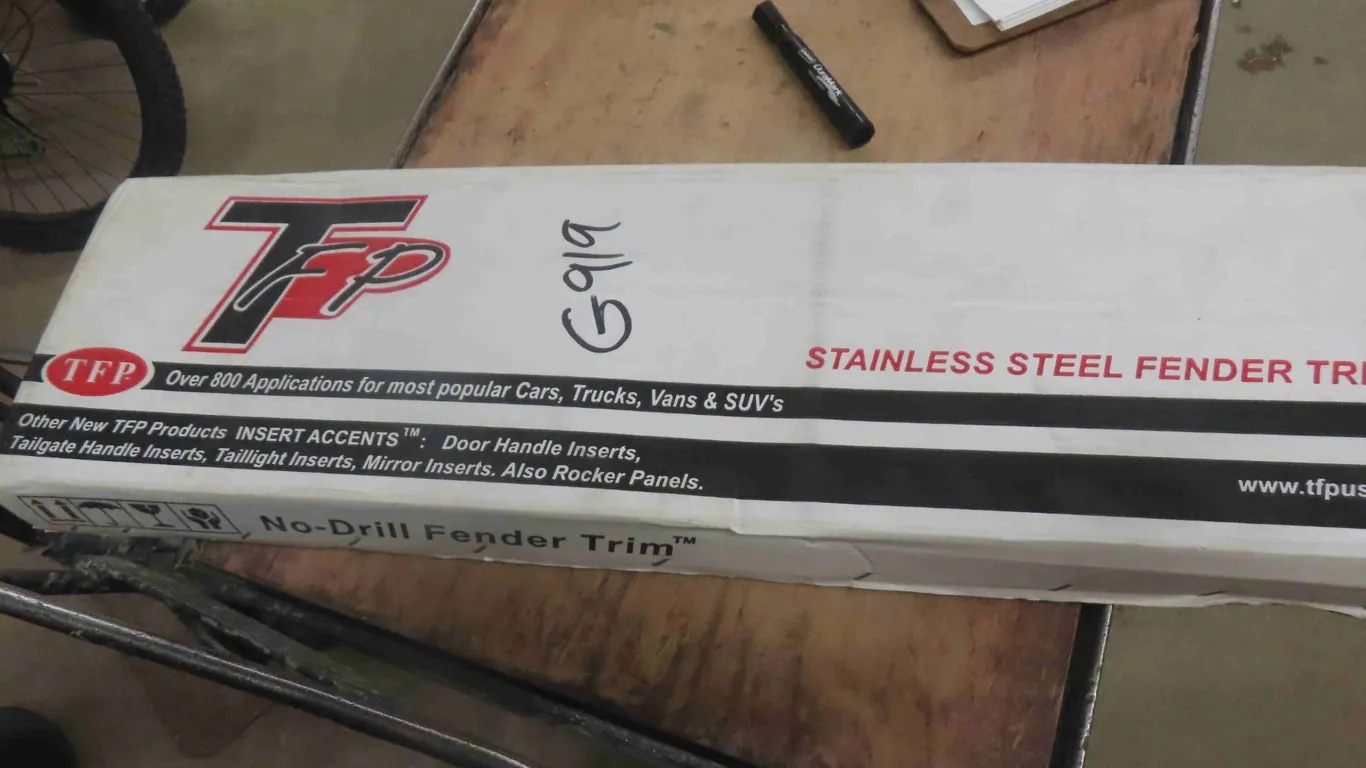 DuraMark
TFP
G919
STAINLESS STEEL FENDER TRI
TFP
Over 800 Applications for most popular Cars, Trucks, Vans & SUV's
Other New TFP Products INSERT ACCENTS™: Door Handle Inserts,
Tailgate Handle Inserts, Taillight Inserts, Mirror Inserts. Also Rocker Panels.
www.tfpus
No-Drill Fender Trim™